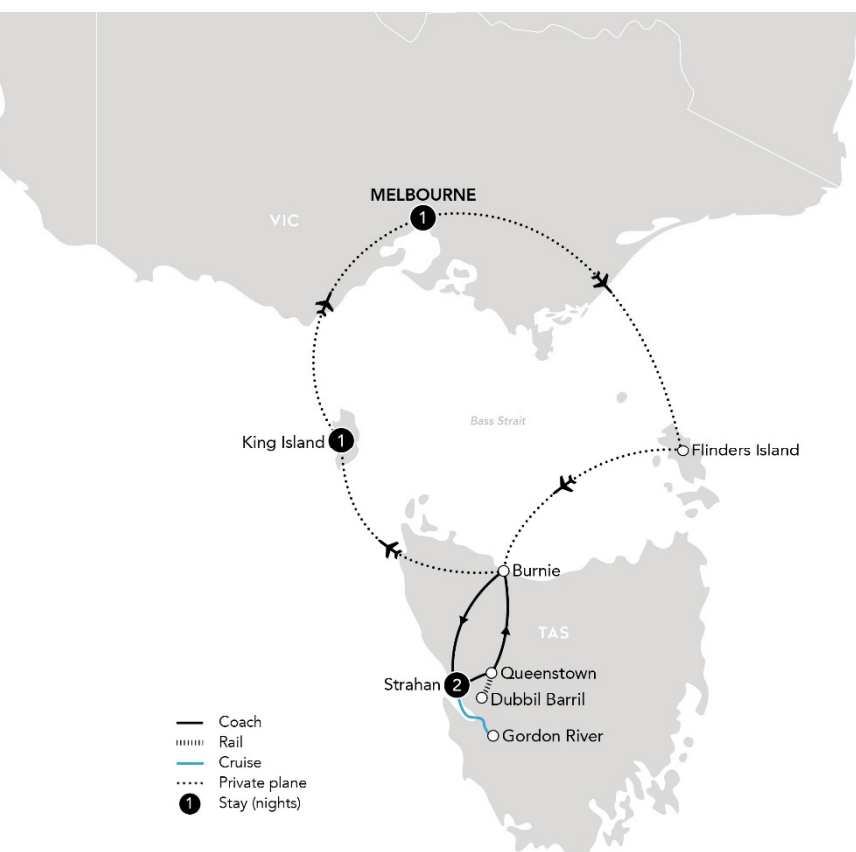 MELBOURNE
1
VIC
King Island
1
Bass Strait
Flinders Island
Burnie
TAS
Queenstown
Strahan
2
Dubbil Barril
Gordon River
Coach
Rail
Cruise
Private plane
1
Stay (nights)